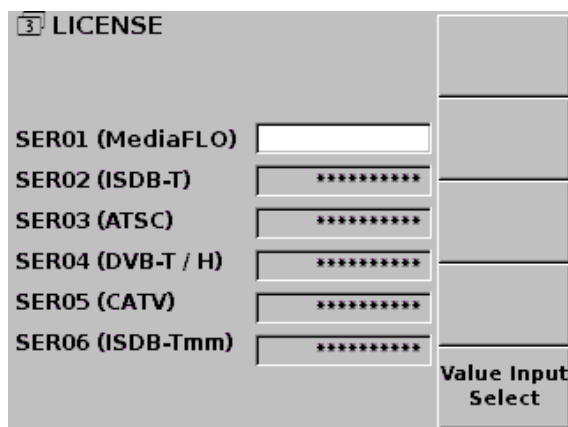 3 LICENSE
SER01 (MediaFLO)
SER02 (ISDB-T) **********
SER03 (ATSC) **********
SER04 (DVB-T / H) **********
SER05 (CATV) **********
SER06 (ISDB-Tmm) **********
Value Input
Select